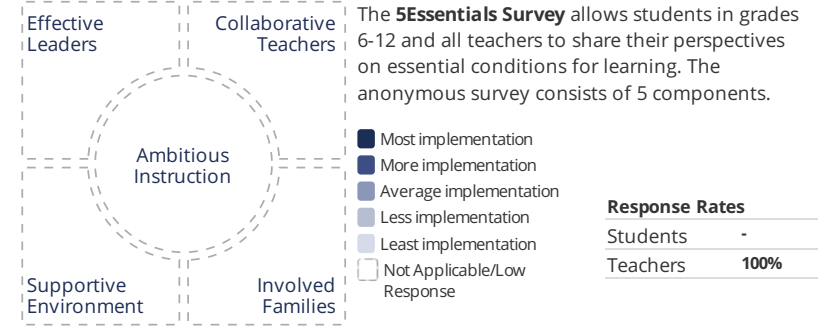 Effective
Leaders
Collaborative
Teachers
Ambitious
Instruction
Supportive
Environment
Involved
Families
The 5Essentials Survey allows students in grades
6-12 and all teachers to share their perspectives
on essential conditions for learning. The
anonymous survey consists of 5 components.
Most implementation
More implementation
Average implementation
Less implementation
Least implementation
Not Applicable/Low
Response
Response Rates
Students -
Teachers 100%